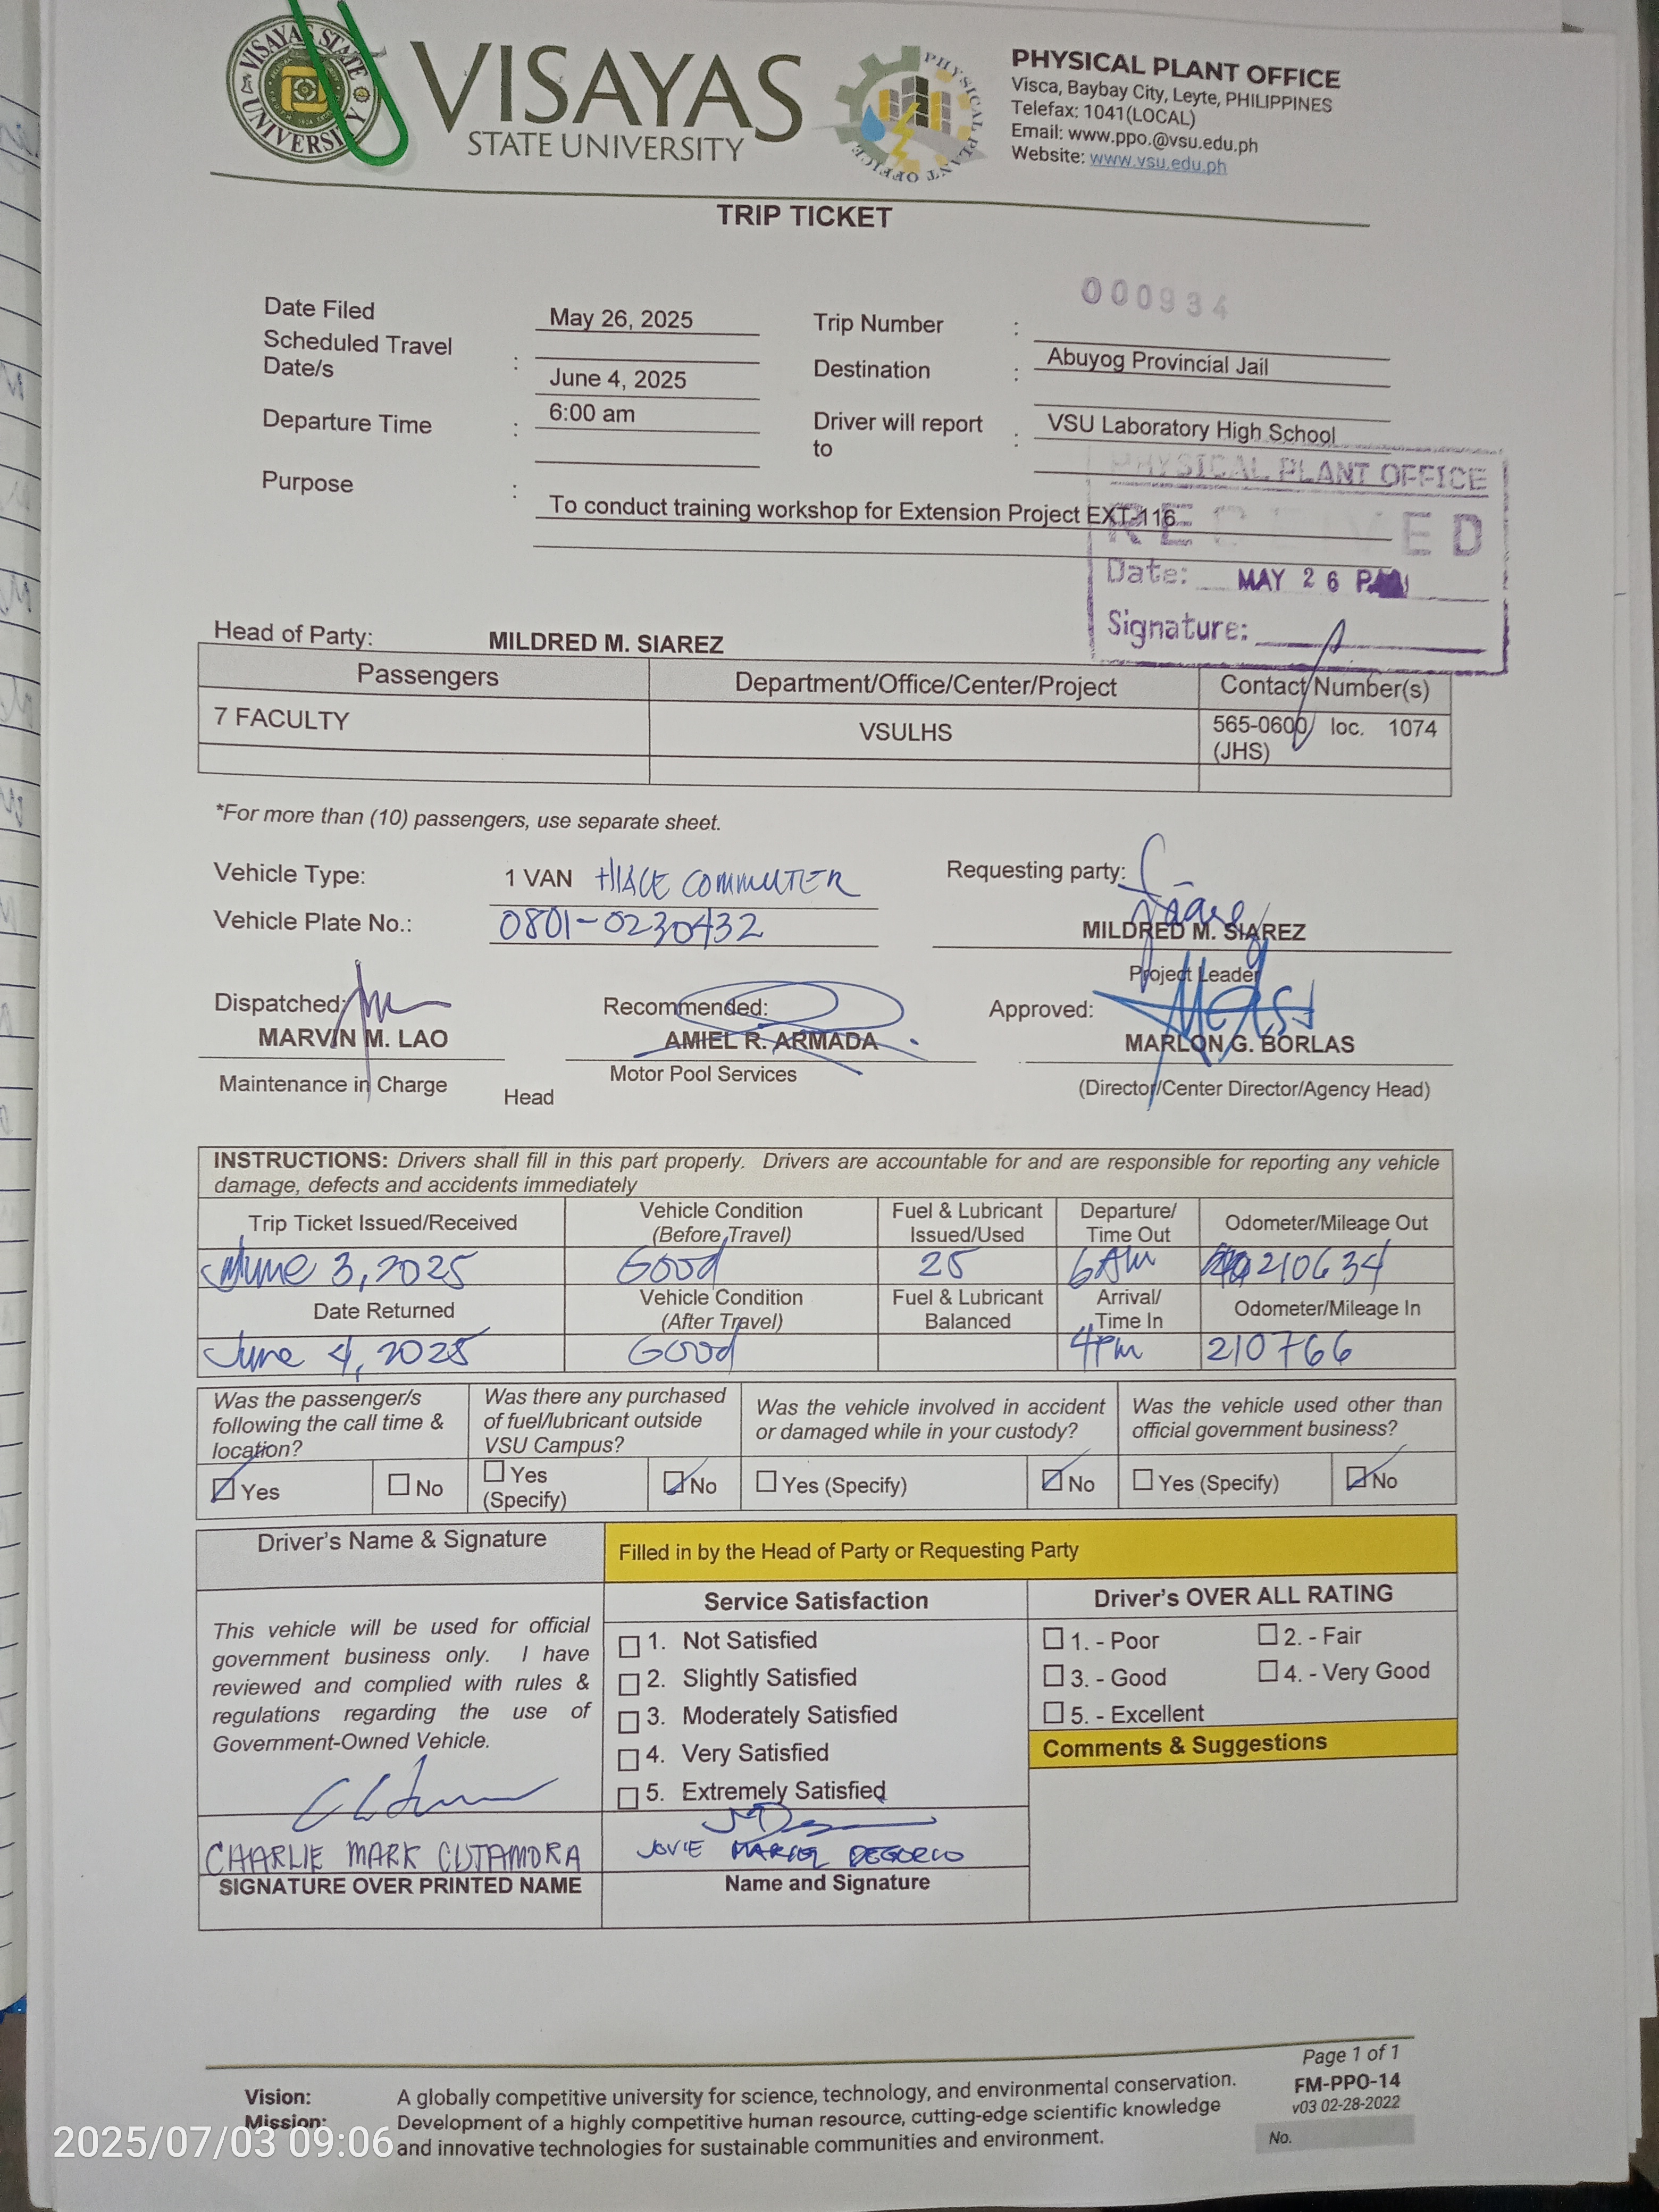 VISAYAS STATE UNIVERSITY
VISAYAS
STATE UNIVERSITY
PHYSICAL PLANT OFFICE
PHYSICAL PLANT OFFICE
Visca, Baybay City, Leyte, PHILIPPINES
Telefax: 1041(LOCAL)
Email: www.ppo.@vsu.edu.ph
Website: www.vsu.edu.ph
TRIP TICKET
000934
Date Filed May 26, 2025 Trip Number :
Scheduled Travel Date/s : June 4, 2025 Destination : Abuyog Provincial Jail
Departure Time : 6:00 am Driver will report to : VSU Laboratory High School
Purpose : To conduct training workshop for Extension Project EXT-116
PHYSICAL PLANT OFFICE
RECEIVED
Date: MAY 26 P
Signature:
Head of Party: MILDRED M. SIAREZ
Passengers Department/Office/Center/Project Contact Number(s)
7 FACULTY VSULHS 565-0600/ loc. 1074
(JHS)
*For more than (10) passengers, use separate sheet.
Vehicle Type: 1 VAN HIACE COMMUTER Requesting party:
Vehicle Plate No.: 0801-0230432 MILDRED M. SIAREZ
Project Leader
Dispatched: Recommended: Approved:
MARVIN M. LAO AMIEL R. ARMADA MARLON G. BORLAS
Maintenance in Charge Head Motor Pool Services (Director/Center Director/Agency Head)
INSTRUCTIONS: Drivers shall fill in this part properly. Drivers are accountable for and are responsible for reporting any vehicle
damage, defects and accidents immediately
Trip Ticket Issued/Received Vehicle Condition (Before Travel) Fuel & Lubricant Issued/Used Departure/ Time Out Odometer/Mileage Out
June 3, 2025 Good 25 6Am 210634
Date Returned Vehicle Condition (After Travel) Fuel & Lubricant Balanced Arrival/ Time In Odometer/Mileage In
June 4, 2025 Good 4pm 210766
Was the passenger/s following the call time & location? Was there any purchased of fuel/lubricant outside VSU Campus? Was the vehicle involved in accident or damaged while in your custody? Was the vehicle used other than official government business?
Yes No Yes (Specify) No Yes (Specify) No Yes (Specify) No
Driver's Name & Signature Filled in by the Head of Party or Requesting Party
This vehicle will be used for official
government business only. I have
reviewed and complied with rules &
regulations regarding the use of
Government-Owned Vehicle.
CHARLIE MARK CUTAMORA
SIGNATURE OVER PRINTED NAME
Service Satisfaction
1. Not Satisfied
2. Slightly Satisfied
3. Moderately Satisfied
4. Very Satisfied
5. Extremely Satisfied
JOVIE
Name and Signature
Driver's OVER ALL RATING
1. - Poor 2. - Fair
3. - Good 4. - Very Good
5. - Excellent
Comments & Suggestions
Page 1 of 1
FM-PPO-14
v03 02-28-2022
No.
Vision: A globally competitive university for science, technology, and environmental conservation.
Mission: Development of a highly competitive human resource, cutting-edge scientific knowledge
and innovative technologies for sustainable communities and environment.
2025/07/03 09:06